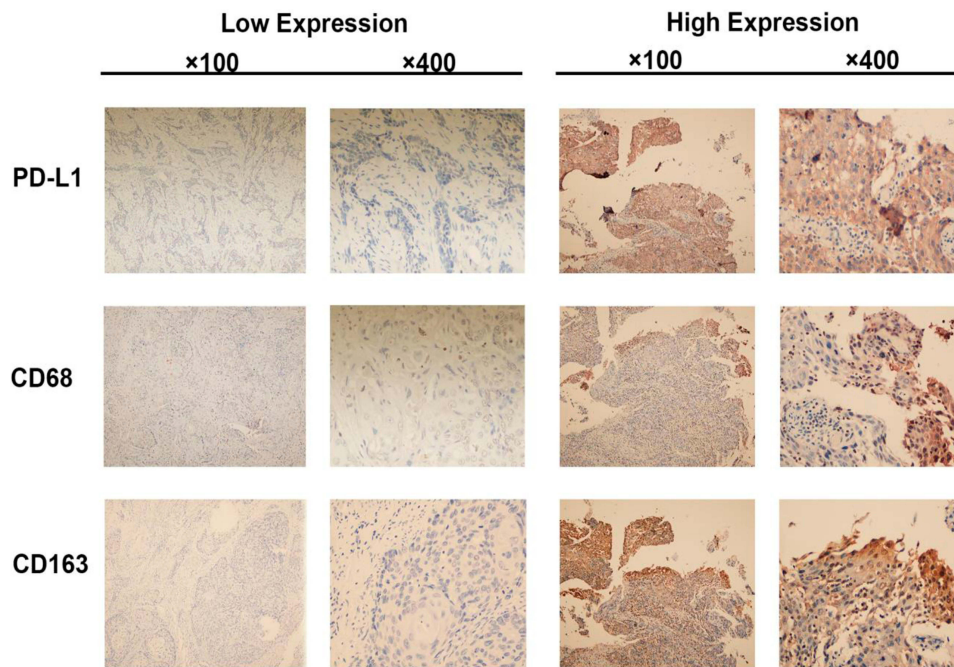 Low Expression
High Expression
×100
×400
×100
×400
PD-L1
CD68
CD163